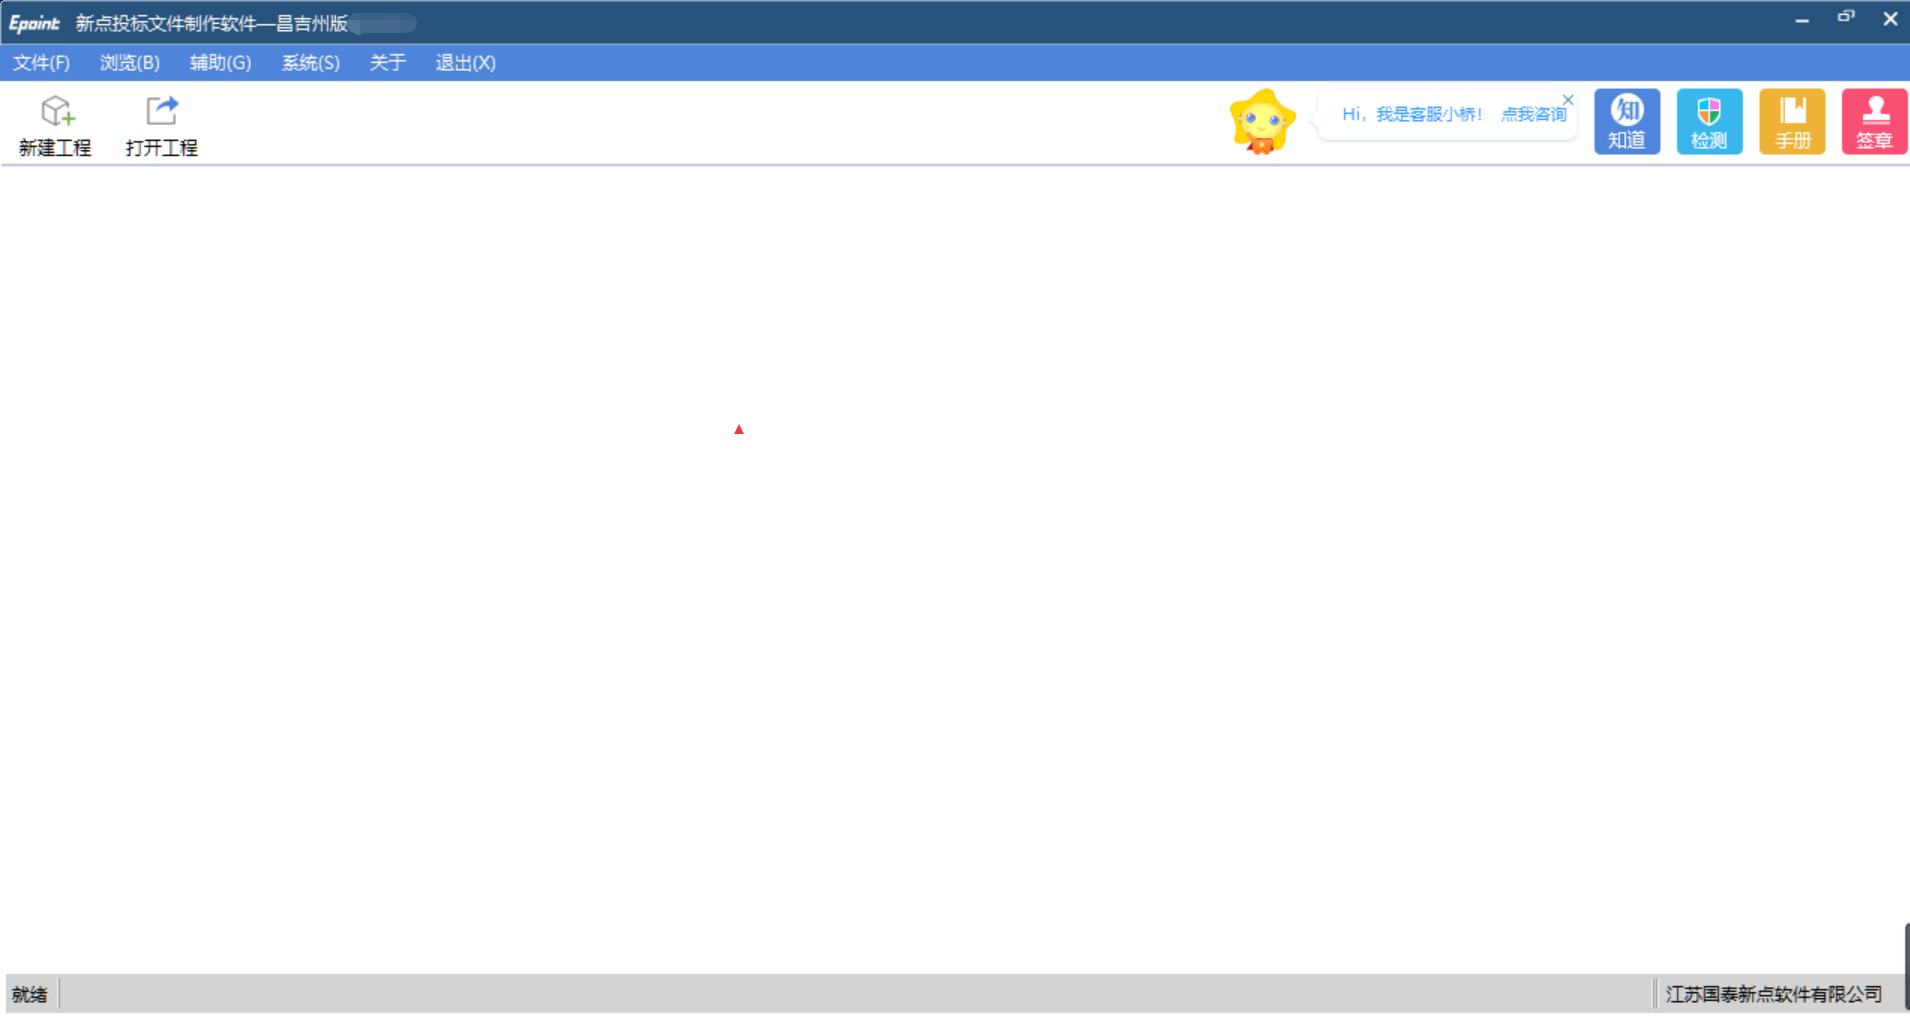 Epoint 新点投标文件制作软件—昌吉州版
文件(F) 浏览(B) 辅助(G) 系统(S) 关于 退出(X)
新建工程 打开工程
Hi，我是客服小桥！ 点我咨询
知
知道 检测 手册 签章
就绪
江苏国泰新点软件有限公司